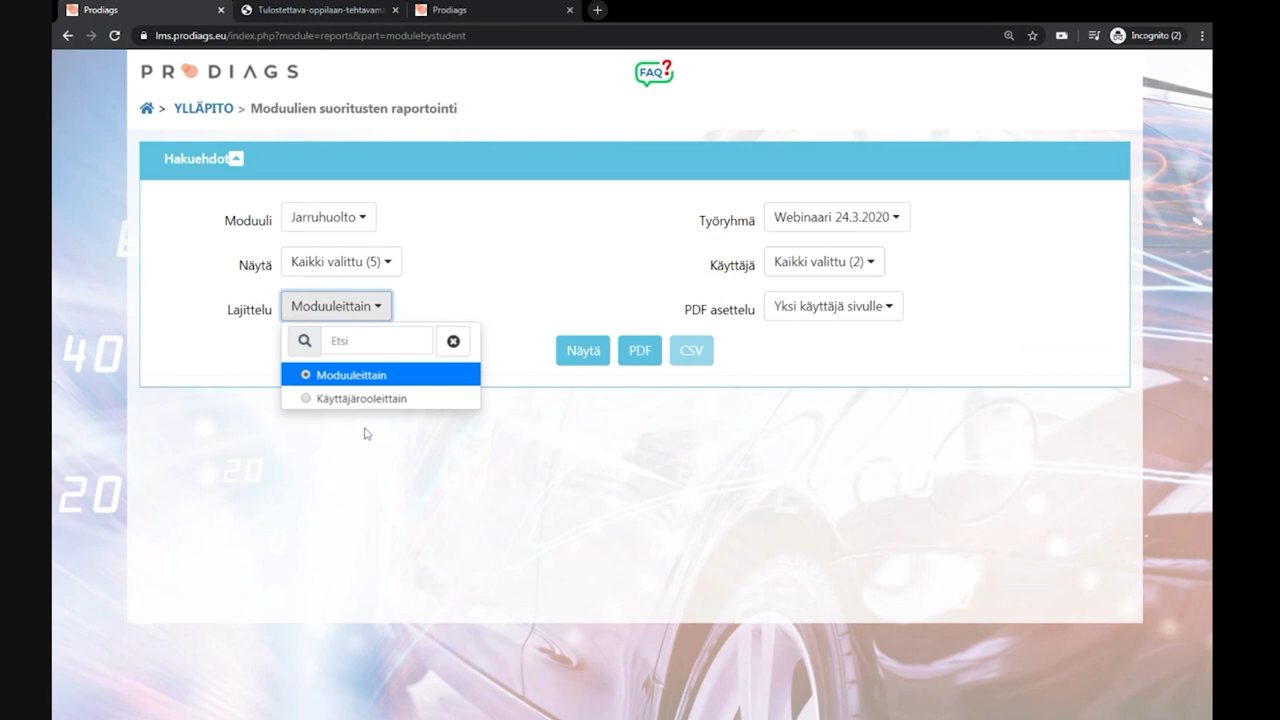 Prodiags
Tulostettava-oppilaan-tehtavama
Prodiags
lms.prodiags.eu/index.php?module=reports&part=modulebystudent
Incognito (2)
PRODIAGS
FAQ?
> YLLÄPITO > Moduulien suoritusten raportointi
Hakuehdot
Moduuli Jarruhuolto
Työryhmä Webinaari 24.3.2020
Näytä Kaikki valittu (5)
Käyttäjä Kaikki valittu (2)
Lajittelu Moduuleittain
PDF asettelu Yksi käyttäjä sivulle
Etsi
Moduuleittain
Käyttäjärooleittain
Näytä PDF CSV
40
20
20